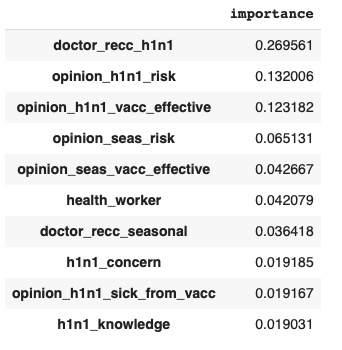 importance
doctor_recc_h1n1 0.269561
opinion_h1n1_risk 0.132006
opinion_h1n1_vacc_effective 0.123182
opinion_seas_risk 0.065131
opinion_seas_vacc_effective 0.042667
health_worker 0.042079
doctor_recc_seasonal 0.036418
h1n1_concern 0.019185
opinion_h1n1_sick_from_vacc 0.019167
h1n1_knowledge 0.019031